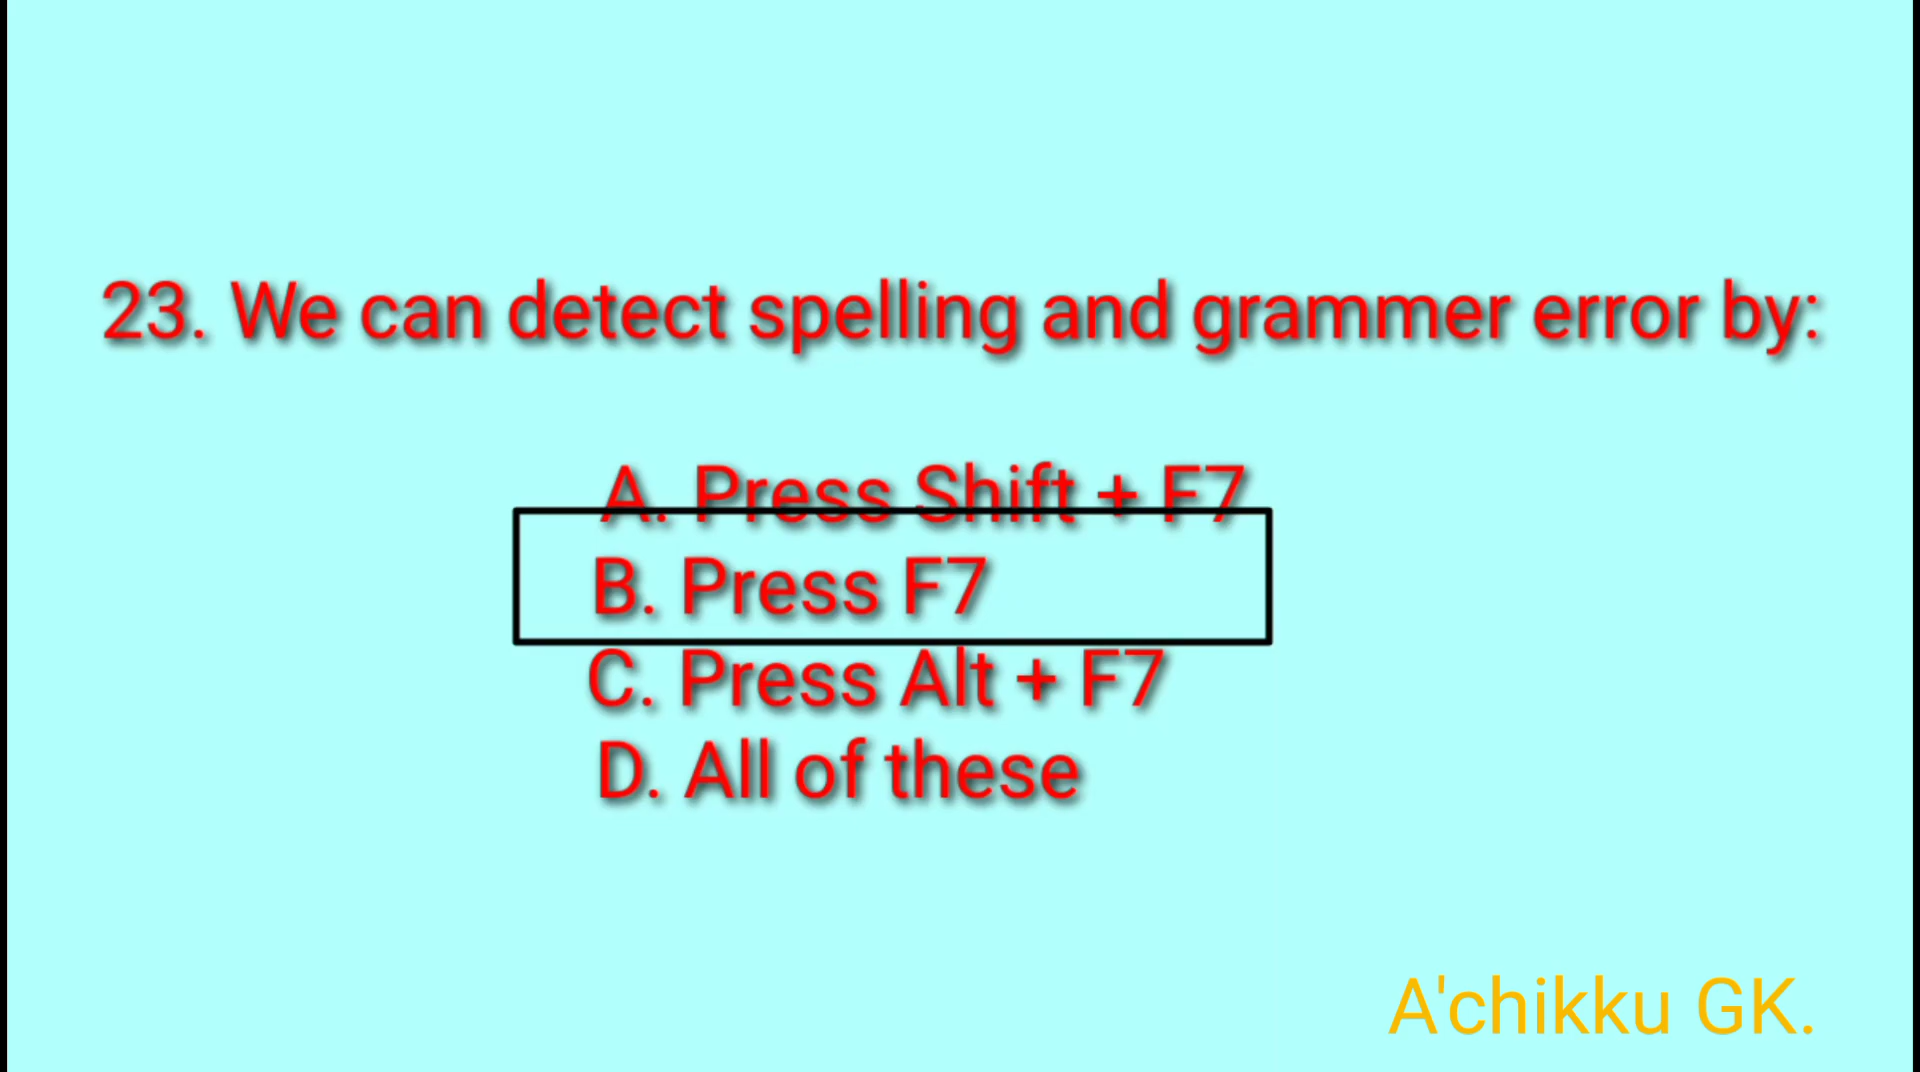 23. We can detect spelling and grammer error by:
A. Press Shift + F7
B. Press F7
C. Press Alt + F7
D. All of these
A'chikku GK.